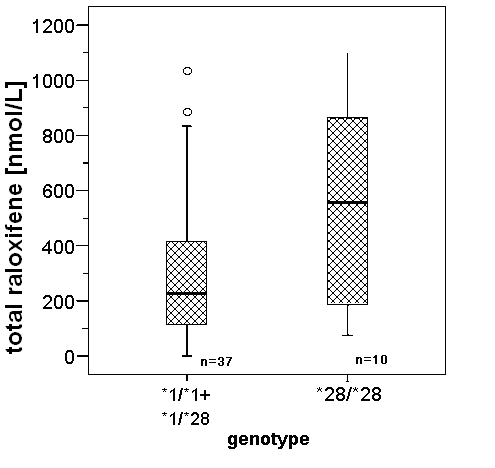 total raloxifene [nmol/L]
1200
1000
800
600
400
200
0
n=37
n=10
*1/*1+
*1/*28
*28/*28
genotype